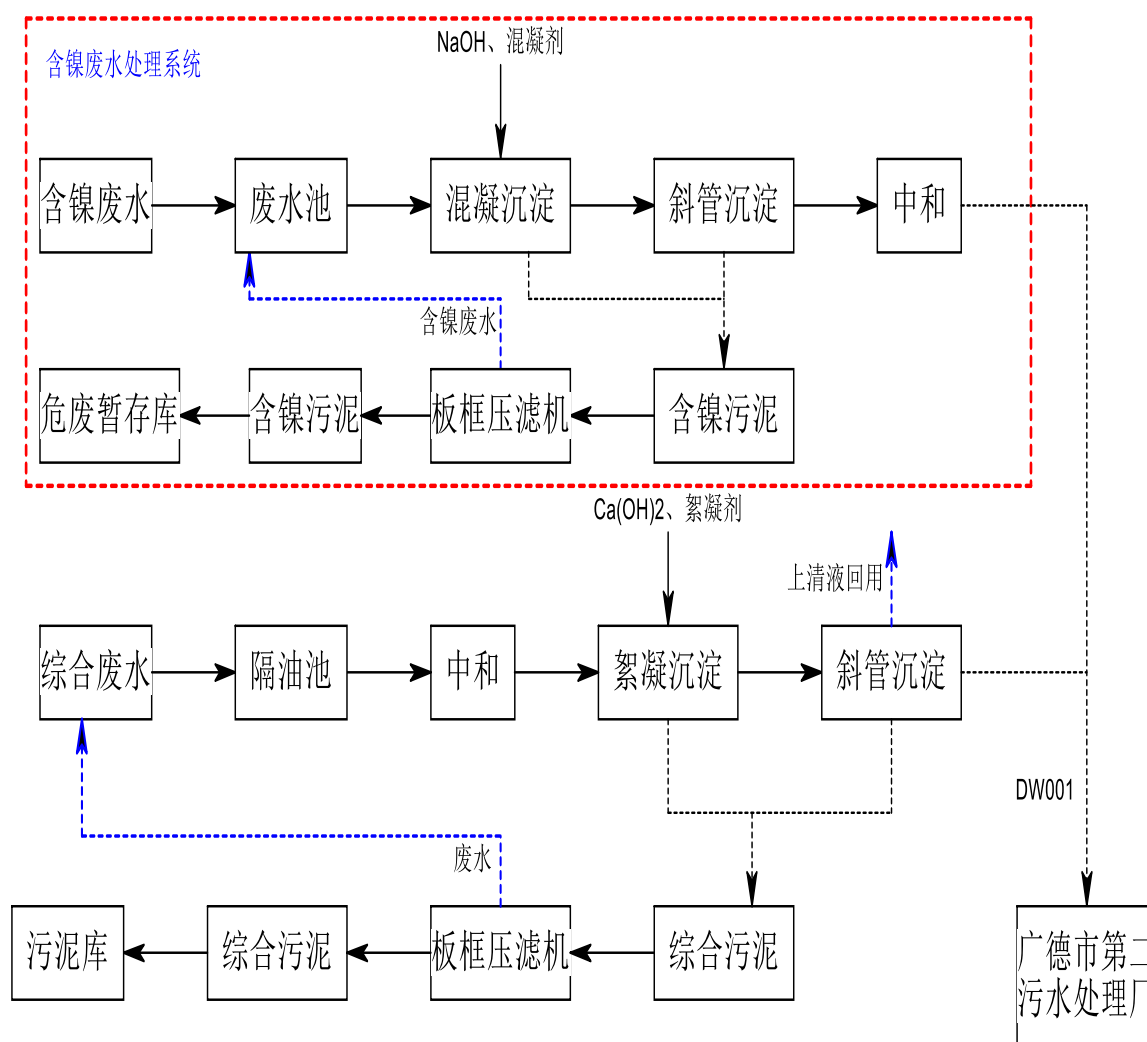 NaOH、混凝剂
含镍废水处理系统
含镍废水
废水池
混凝沉淀
斜管沉淀
中和
含镍废水
危废暂存库
含镍污泥
板框压滤机
含镍污泥
Ca(OH)2、絮凝剂
上清液回用
综合废水
隔油池
中和
絮凝沉淀
斜管沉淀
DW001
废水
污泥库
综合污泥
板框压滤机
综合污泥
广德市第二
污水处理厂